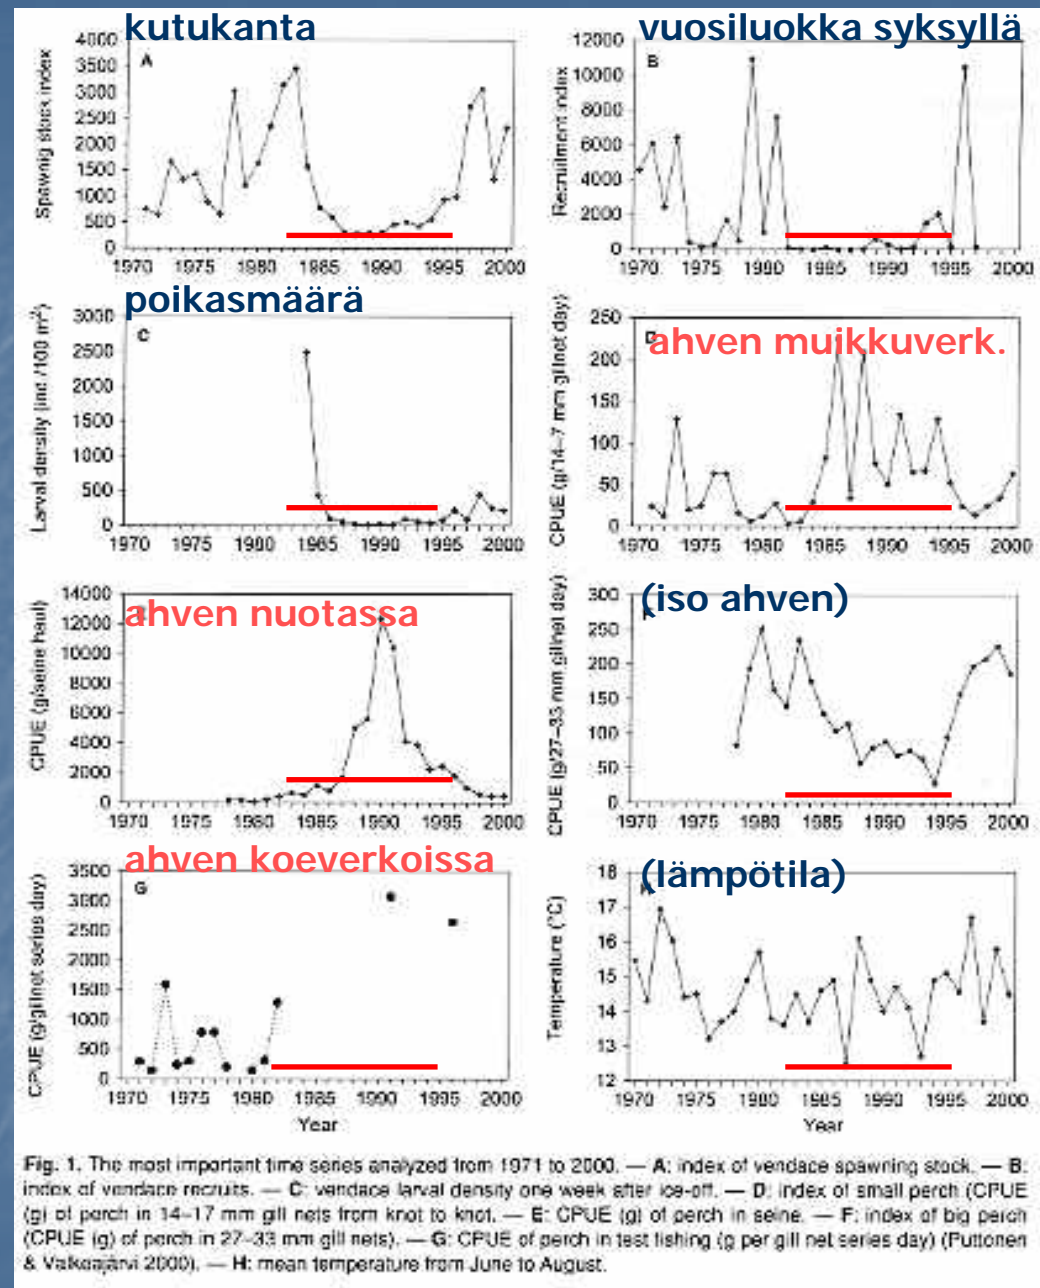 kutukanta
4000
3500
3000
2500
2000
1500
1000
500
0
A
Spawnig stock index
1970 1975 1980 1985 1990 1995 2000
vuosiluokka syksyllä
12000
10000
8000
6000
4000
2000
0
B
Recruitment index
1970 1975 1980 1985 1990 1995 2000
poikasmäärä
3000
2500
2000
1500
1000
500
0
C
Larval density (ind./100 m²)
1970 1975 1980 1985 1990 1995 2000
ahven muikkuverk.
250
200
150
100
50
0
CPUE (g/14–7 mm gillnet day)
1970 1975 1980 1985 1990 1995 2000
ahven nuotassa
14000
12000
10000
8000
6000
4000
2000
0
CPUE (g/seine haul)
1970 1975 1980 1985 1990 1995 2000
(iso ahven)
300
250
200
150
100
50
0
CPUE (g/27–33 mm gillnet day)
1970 1975 1980 1985 1990 1995 2000
ahven koeverkoissa
3500
3000
2500
2000
1500
1000
500
0
G
CPUE (g/gillnet series day)
1970 1975 1980 1985 1990 1995 2000
Year
(lämpötila)
18
17
16
15
14
13
12
Temperature (°C)
1970 1975 1980 1985 1990 1995 2000
Year
Fig. 1. The most important time series analyzed from 1971 to 2000. — A: index of vendace spawning stock. — B:
index of vendace recruits. — C: vendace larval density one week after ice-off. — D: index of small perch (CPUE
(g) of perch in 14–17 mm gill nets from knot to knot. — E: CPUE (g) of perch in seine. — F: index of big perch
(CPUE (g) of perch in 27–33 mm gill nets). — G: CPUE of perch in test fishing (g per gill net series day) (Puttonen
& Valkeajärvi 2000). — H: mean temperature from June to August.